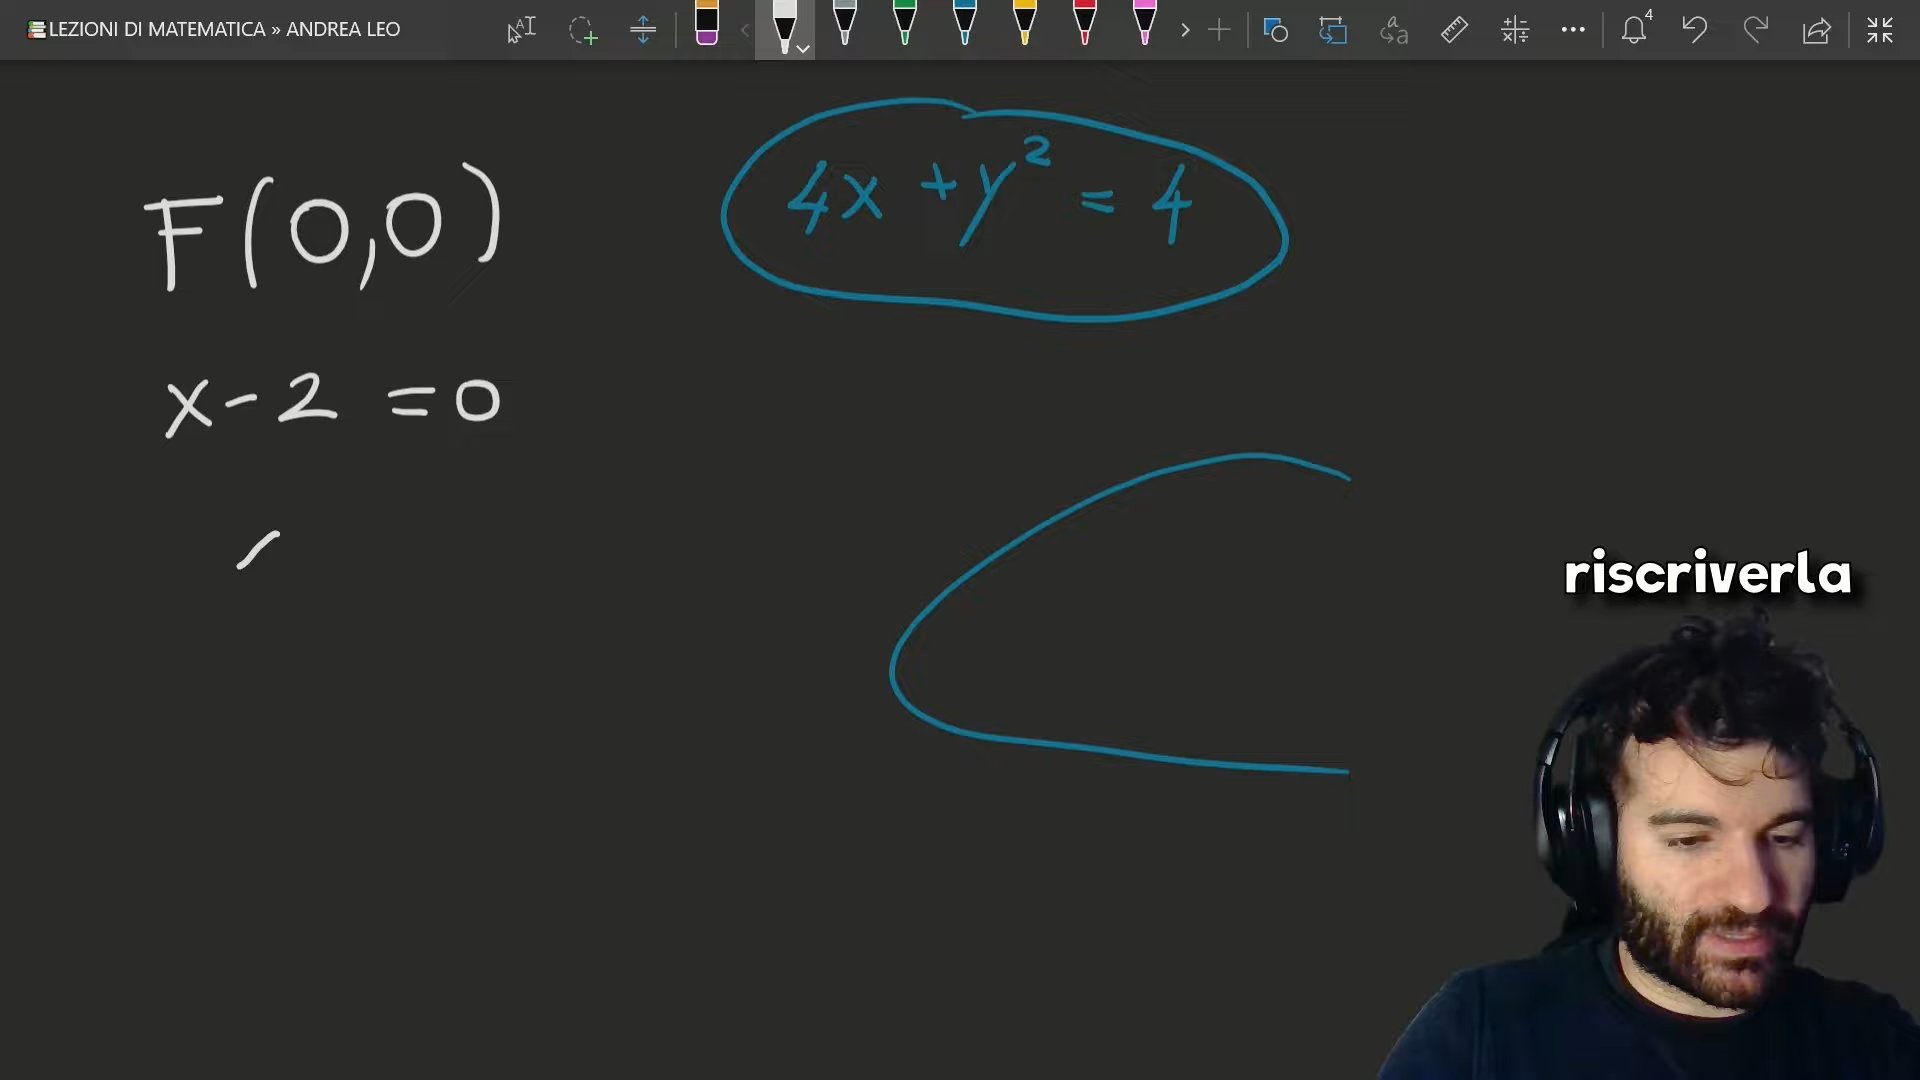 LEZIONI DI MATEMATICA » ANDREA LEO
4
F(0,0)
4x + y² = 4
x - 2 = 0
riscriverla